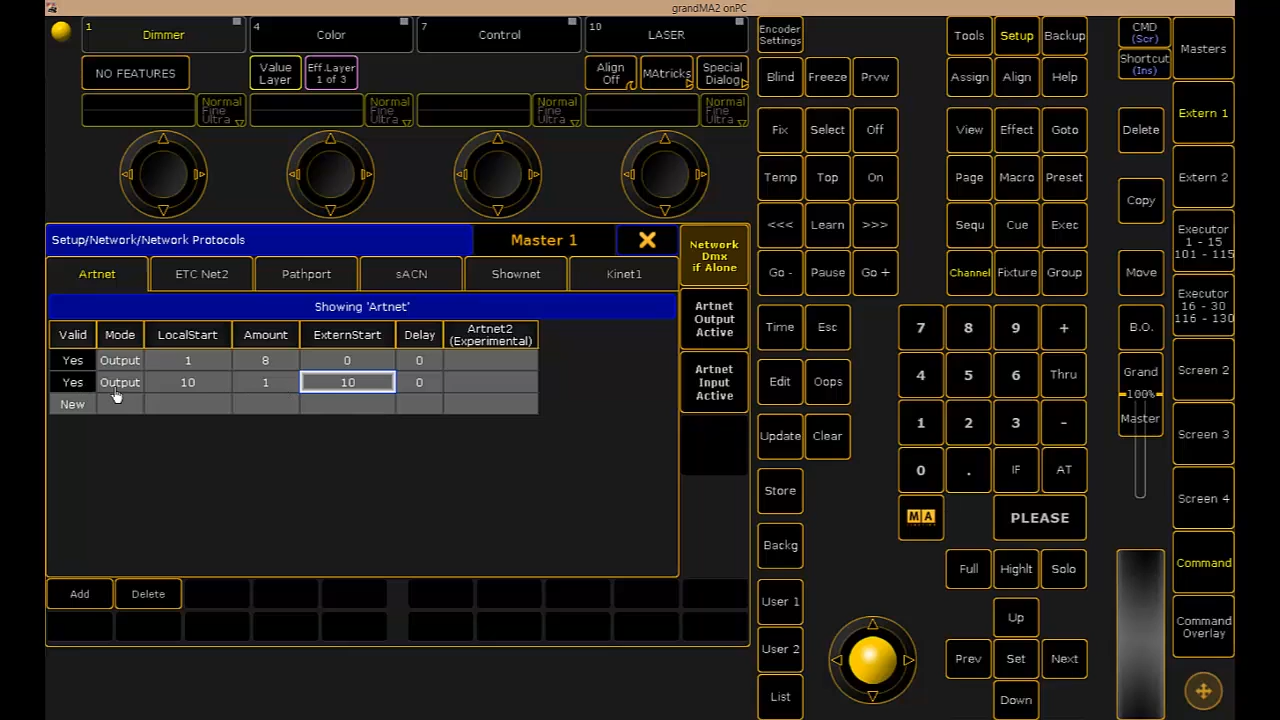 grandMA2 onPC
1 Dimmer
4 Color
7 Control
10 LASER
NO FEATURES
Value
Layer
Eff.Layer
1 of 3
Align
Off
MAtricks
Special
Dialog
Normal
Fine
Ultra
Normal
Fine
Ultra
Normal
Fine
Ultra
Normal
Fine
Ultra
Setup/Network/Network Protocols
Master 1
Artnet
ETC Net2
Pathport
sACN
Shownet
Kinet1
Showing 'Artnet'
Valid Mode LocalStart Amount ExternStart Delay Artnet2
(Experimental)
Yes Output 1 8 0 0
Yes Output 10 1 10 0
New
Network
Dmx
if Alone
Artnet
Output
Active
Artnet
Input
Active
Add
Delete
Encoder
Settings
Tools
Setup
Backup
Blind
Freeze
Prvw
Assign
Align
Help
Fix
Select
Off
View
Effect
Goto
Temp
Top
On
Page
Macro
Preset
<<<
Learn
>>>
Sequ
Cue
Exec
Go -
Pause
Go +
Channel
Fixture
Group
Time
Esc
7
8
9
+
Edit
Oops
4
5
6
Thru
Update
Clear
1
2
3
-
Store
0
.
IF
AT
MA
PLEASE
Backg
Full
Highlt
Solo
User 1
Up
User 2
Prev
Set
Next
List
Down
CMD
(Scr)
Shortcut
(Ins)
Delete
Copy
Move
B.O.
Grand
100%
Master
Masters
Extern 1
Extern 2
Executor
1 - 15
101 - 115
Executor
16 - 30
116 - 130
Screen 2
Screen 3
Screen 4
Command
Command
Overlay